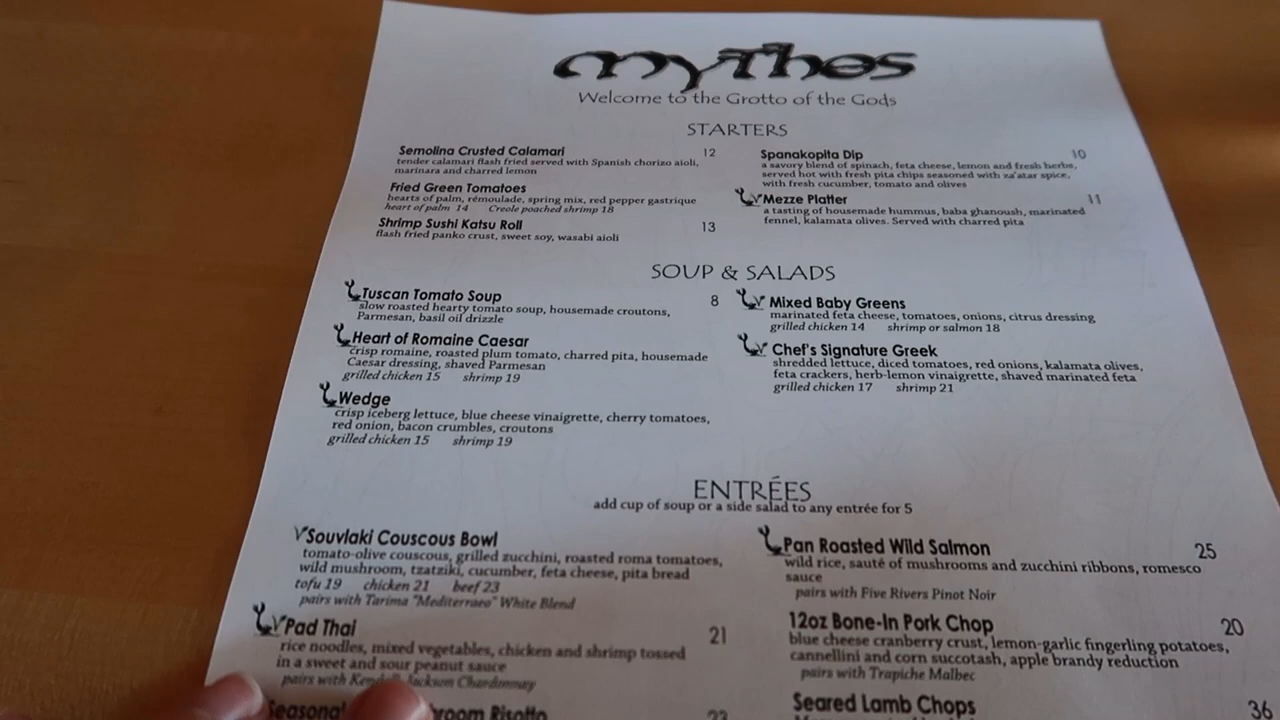 mythos
Welcome to the Grotto of the Gods
STARTERS
Semolina Crusted Calamari 12
tender calamari flash fried served with Spanish chorizo aioli,
marinara and charred lemon
Fried Green Tomatoes
hearts of palm, rémoulade, spring mix, red pepper gastrique
heart of palm 14 Creole poached shrimp 18
Shrimp Sushi Katsu Roll 13
flash fried panko crust, sweet soy, wasabi aioli
Spanakopita Dip 10
a savory blend of spinach, feta cheese, lemon and fresh herbs,
served hot with fresh pita chips seasoned with za'atar spice,
with fresh cucumber, tomato and olives
V Mezze Platter 11
a tasting of housemade hummus, baba ghanoush, marinated
fennel, kalamata olives. Served with charred pita
SOUP & SALADS
Tuscan Tomato Soup 8
slow roasted hearty tomato soup, housemade croutons,
Parmesan, basil oil drizzle
Heart of Romaine Caesar
crisp romaine, roasted plum tomato, charred pita, housemade
Caesar dressing, shaved Parmesan
grilled chicken 15 shrimp 19
Wedge
crisp iceberg lettuce, blue cheese vinaigrette, cherry tomatoes,
red onion, bacon crumbles, croutons
grilled chicken 15 shrimp 19
V Mixed Baby Greens
marinated feta cheese, tomatoes, onions, citrus dressing
grilled chicken 14 shrimp or salmon 18
V Chef's Signature Greek
shredded lettuce, diced tomatoes, red onions, kalamata olives,
feta crackers, herb-lemon vinaigrette, shaved marinated feta
grilled chicken 17 shrimp 21
ENTRÉES
add cup of soup or a side salad to any entrée for 5
V Souvlaki Couscous Bowl
tomato-olive couscous, grilled zucchini, roasted roma tomatoes,
wild mushroom, tzatziki, cucumber, feta cheese, pita bread
tofu 19 chicken 21 beef 23
pairs with Tarima "Mediterraeo" White Blend
V Pad Thai 21
rice noodles, mixed vegetables, chicken and shrimp tossed
in a sweet and sour peanut sauce
pairs with Jackson Chardonnay
Risotto
Pan Roasted Wild Salmon 25
wild rice, sauté of mushrooms and zucchini ribbons, romesco
sauce
pairs with Five Rivers Pinot Noir
12oz Bone-In Pork Chop 20
blue cheese cranberry crust, lemon-garlic fingerling potatoes,
cannellini and corn succotash, apple brandy reduction
pairs with Trapiche Malbec
Seared Lamb Chops 36